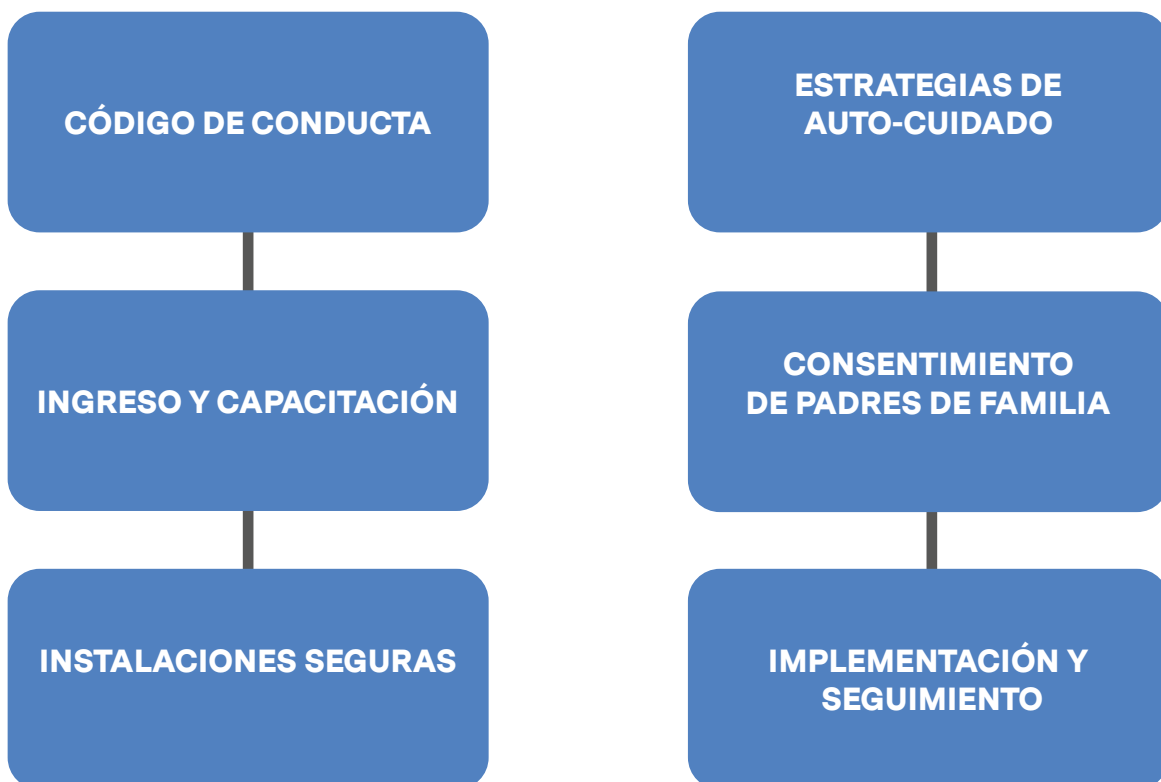 CÓDIGO DE CONDUCTA
INGRESO Y CAPACITACIÓN
INSTALACIONES SEGURAS
ESTRATEGIAS DE
AUTO-CUIDADO
CONSENTIMIENTO
DE PADRES DE FAMILIA
IMPLEMENTACIÓN Y
SEGUIMIENTO